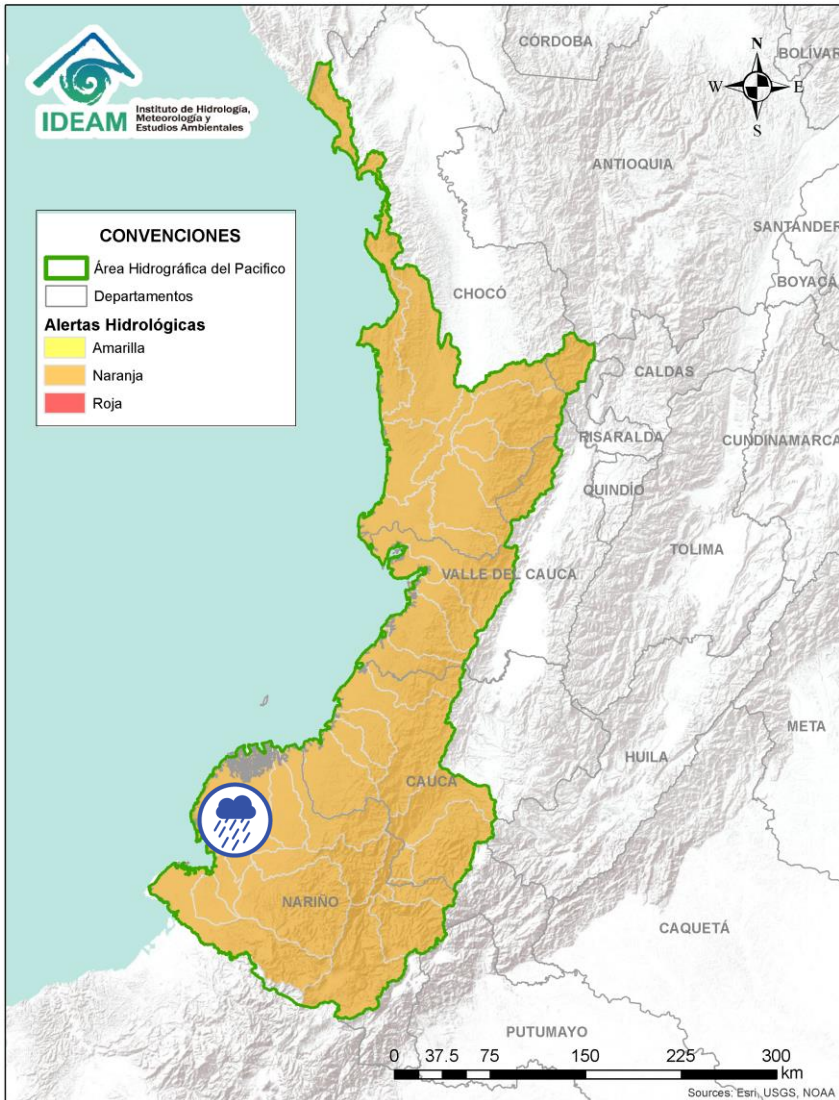 IDEAM
Instituto de Hidrología,
Meteorología y
Estudios Ambientales
CÓRDOBA
BOLÍVAR
N
W
E
S
ANTIOQUIA
SANTANDER
BOYACÁ
CONVENCIONES
Área Hidrográfica del Pacifico
Departamentos
Alertas Hidrológicas
Amarilla
Naranja
Roja
CHOCÓ
CALDAS
RISARALDA
CUNDINAMARCA
QUINDÍO
TOLIMA
VALLE DEL CAUCA
META
HUILA
CAUCA
NARIÑO
CAQUETÁ
PUTUMAYO
0 37.5 75 150 225 300
km
Sources: Esri, USGS, NOAA